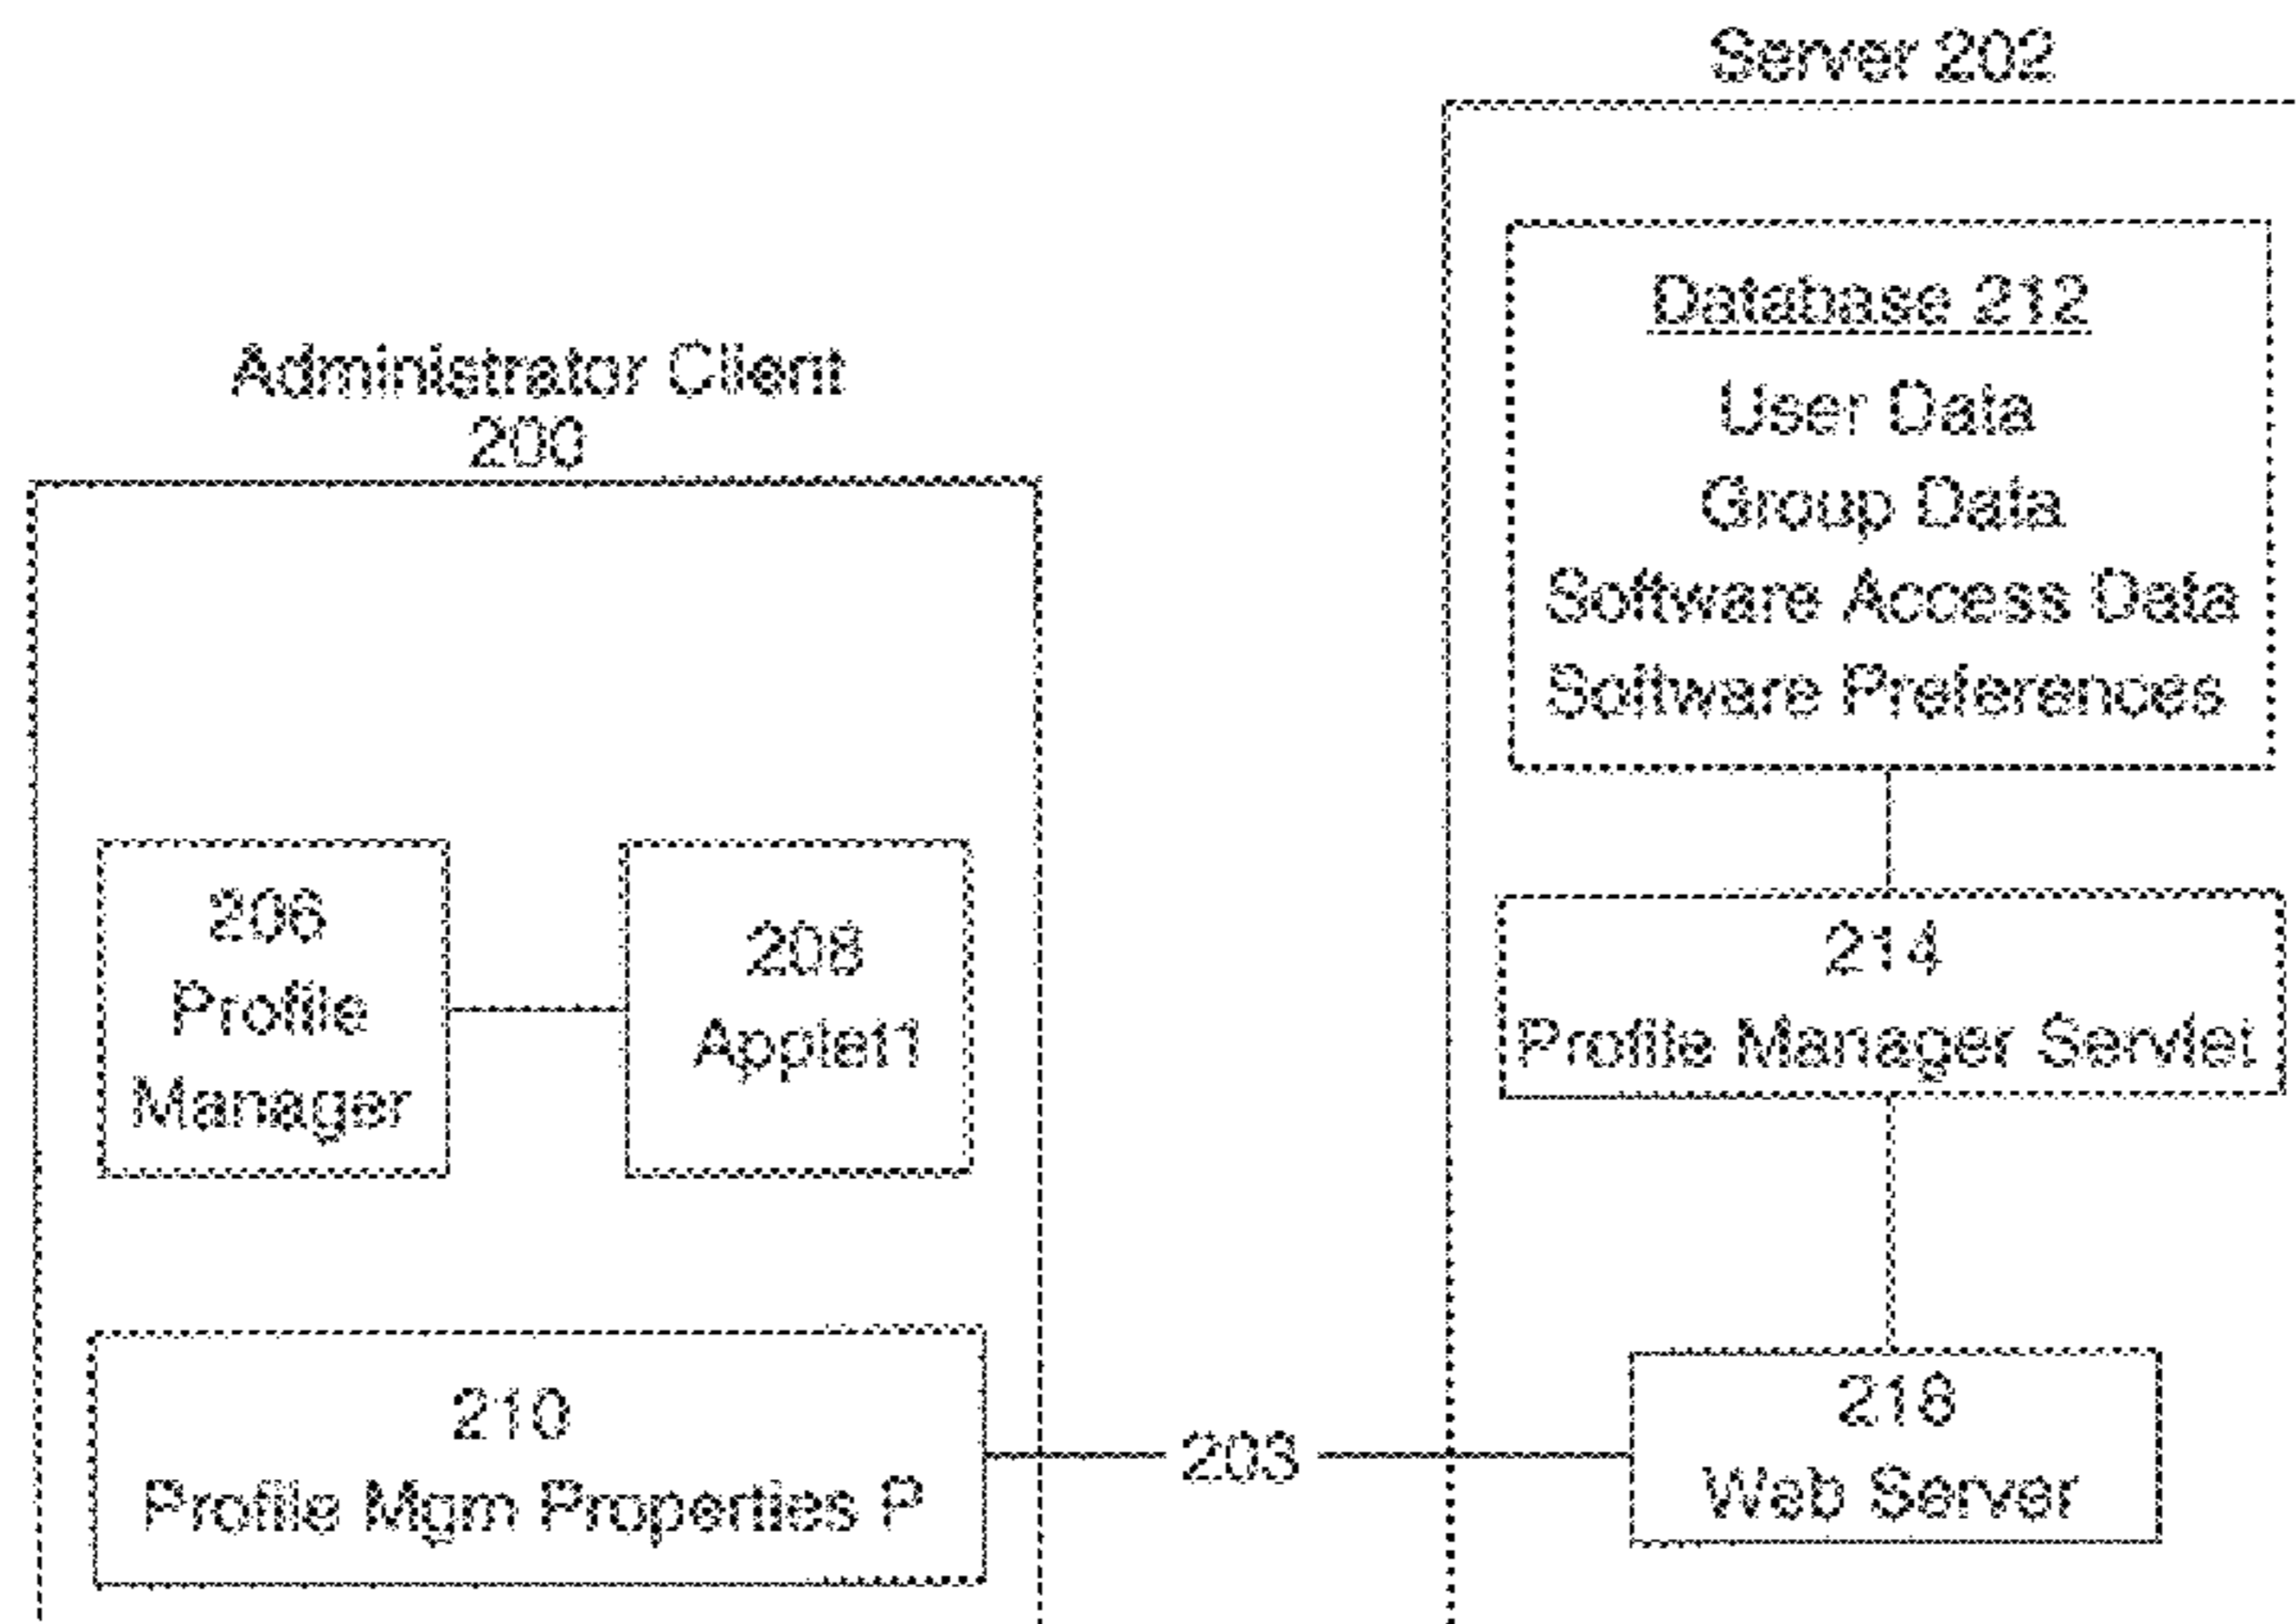 Server 202
Database 212
User Data
Group Data
Software Access Data
Software Preferences
Administrator Client
200
206
Profile
Manager
208
Applet1
214
Profile Manager Servlet
210
Profile Mgm Properties P
203
218
Web Server